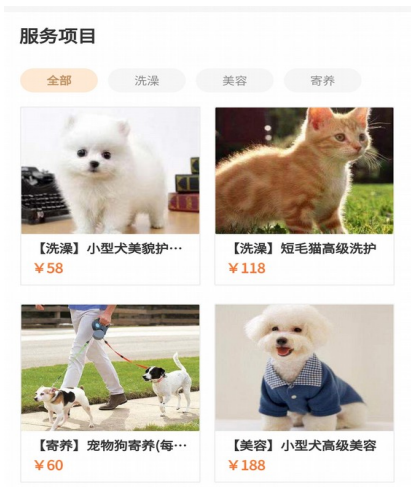 服务项目
全部 洗澡 美容 寄养
【洗澡】小型犬美貌护…
【洗澡】短毛猫高级洗护
￥58
￥118
【寄养】宠物狗寄养(每…
【美容】小型犬高级美容
￥60
￥188